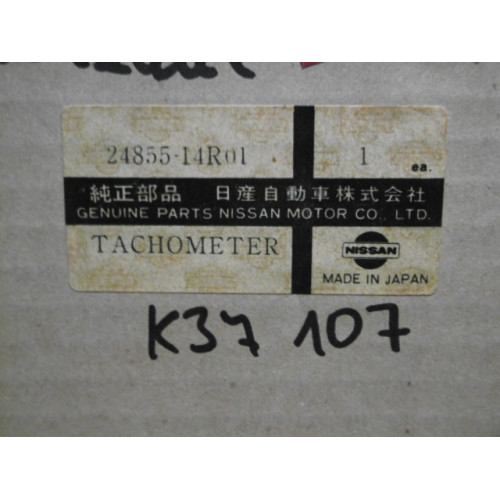 24855-14R01 1 ea.
純正部品 日産自動車株式会社
GENUINE PARTS NISSAN MOTOR CO., LTD.
TACHOMETER NISSAN
MADE IN JAPAN
K37 107